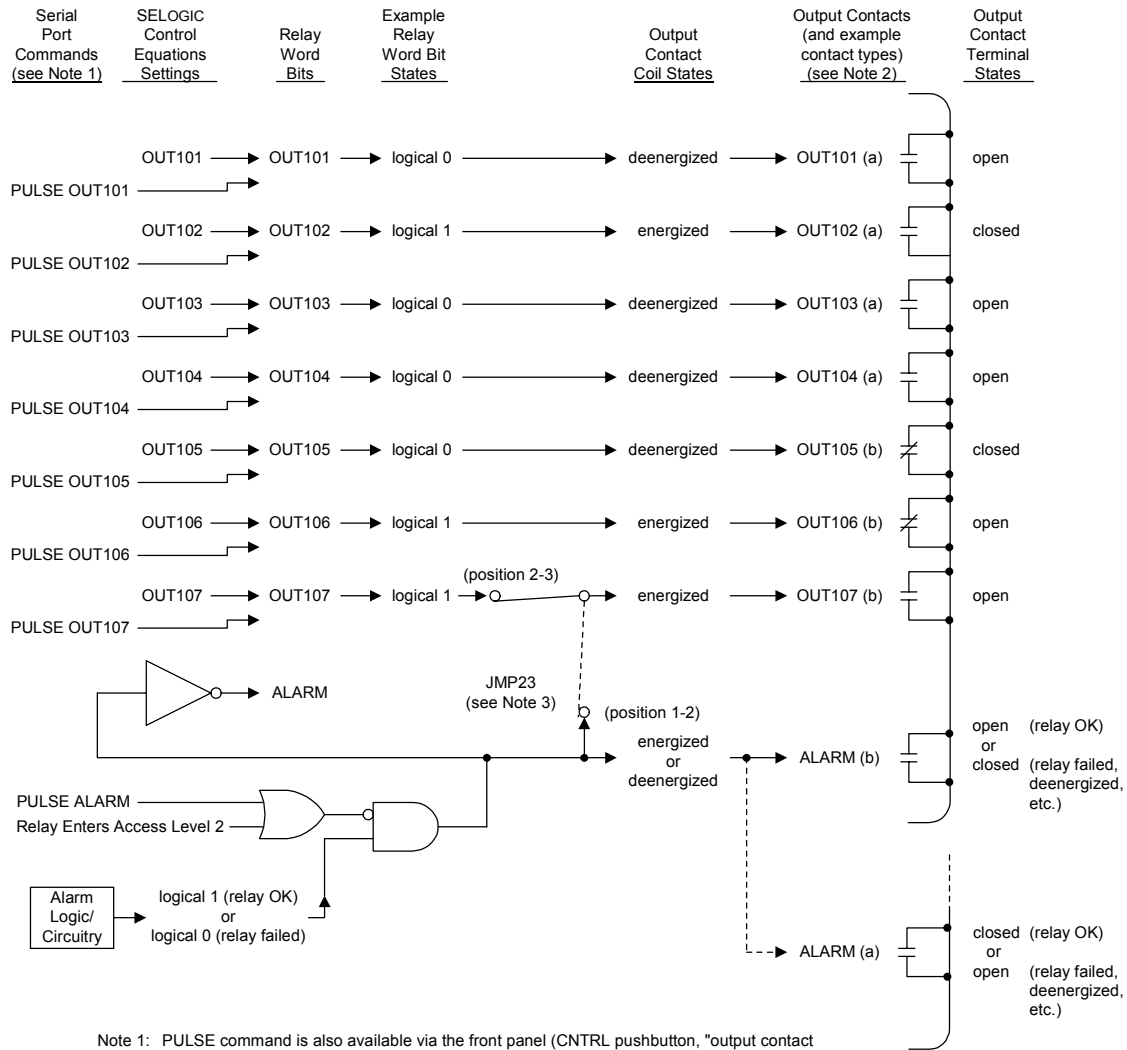 Serial
Port
Commands
(see Note 1)
SELOGIC
Control
Equations
Settings
Relay
Word
Bits
Example
Relay
Word Bit
States
Output
Contact
Coil States
Output Contacts
(and example
contact types)
(see Note 2)
Output
Contact
Terminal
States
OUT101 OUT101 logical 0 deenergized OUT101 (a) open
PULSE OUT101
OUT102 OUT102 logical 1 energized OUT102 (a) closed
PULSE OUT102
OUT103 OUT103 logical 0 deenergized OUT103 (a) open
PULSE OUT103
OUT104 OUT104 logical 0 deenergized OUT104 (a) open
PULSE OUT104
OUT105 OUT105 logical 0 deenergized OUT105 (b) closed
PULSE OUT105
OUT106 OUT106 logical 1 energized OUT106 (b) open
PULSE OUT106
(position 2-3)
OUT107 OUT107 logical 1 energized OUT107 (b) open
PULSE OUT107
ALARM
JMP23
(see Note 3)
(position 1-2)
energized
or
deenergized
ALARM (b)
open (relay OK)
or
closed (relay failed,
deenergized,
etc.)
PULSE ALARM
Relay Enters Access Level 2
Alarm
Logic/
Circuitry
logical 1 (relay OK)
or
logical 0 (relay failed)
ALARM (a)
closed (relay OK)
or
open (relay failed,
deenergized,
etc.)
Note 1: PULSE command is also available via the front panel (CNTRL pushbutton, "output contact